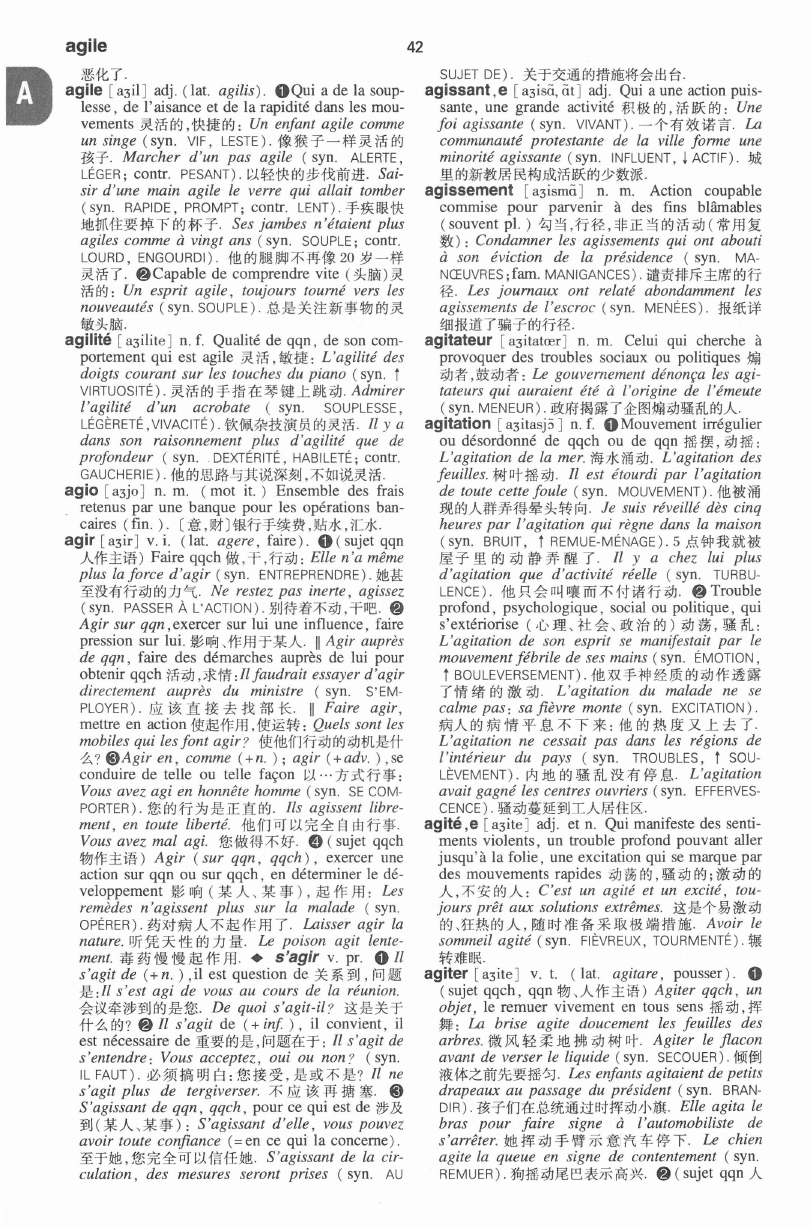 agile
42
A
恶化了.
agile [aʒil] adj. (lat. agilis). ❶Qui a de la soup-
lesse, de l'aisance et de la rapidité dans les mou-
vements 灵活的,快捷的: Un enfant agile comme
un singe (syn. VIF, LESTE). 像猴子一样灵活的
孩子. Marcher d'un pas agile (syn. ALERTE,
LÉGER; contr. PESANT). 以轻快的步伐前进. Sai-
sir d'une main agile le verre qui allait tomber
(syn. RAPIDE, PROMPT; contr. LENT). 手疾眼快
地抓住要掉下的杯子. Ses jambes n'étaient plus
agiles comme à vingt ans (syn. SOUPLE; contr.
LOURD, ENGOURDI). 他的腿脚不再像 20 岁一样
灵活了. ❷Capable de comprendre vite (头脑)灵
活的: Un esprit agile, toujours tourné vers les
nouveautés (syn. SOUPLE). 总是关注新事物的灵
敏头脑.
agilité [aʒilite] n. f. Qualité de qqn, de son com-
portement qui est agile 灵活,敏捷: L'agilité des
doigts courant sur les touches du piano (syn. ↑
VIRTUOSITÉ). 灵活的手指在琴键上跳动. Admirer
l'agilité d'un acrobate ( syn. SOUPLESSE,
LÉGÈRETÉ,VIVACITÉ). 钦佩杂技演员的灵活. Il y a
dans son raisonnement plus d'agilité que de
profondeur ( syn. DEXTÉRITÉ, HABILETÉ; contr.
GAUCHERIE). 他的思路与其说深刻,不如说灵活.
agio [aʒjo] n. m. (mot it.) Ensemble des frais
retenus par une banque pour les opérations ban-
caires (fin.). [意,财]银行手续费,贴水,汇水.
agir [aʒir] v. i. (lat. agere, faire). ❶(sujet qqn
人作主语) Faire qqch 做,干,行动: Elle n'a même
plus la force d'agir (syn. ENTREPRENDRE). 她甚
至没有行动的力气. Ne restez pas inerte, agissez
(syn. PASSER À L'ACTION). 别待着不动,干吧. ❷
Agir sur qqn,exercer sur lui une influence, faire
pression sur lui. 影响、作用于某人. ‖ Agir auprès
de qqn, faire des démarches auprès de lui pour
obtenir qqch 活动,求情:Il faudrait essayer d'agir
directement auprès du ministre ( syn. S'EM-
PLOYER). 应该直接去找部长. ‖ Faire agir,
mettre en action 使起作用,使运转: Quels sont les
mobiles qui les font agir? 使他们行动的动机是什
么? ❸Agir en, comme (+n.); agir (+adv.),se
conduire de telle ou telle façon 以…方式行事:
Vous avez agi en honnête homme (syn. SE COM-
PORTER). 您的行为是正直的. Ils agissent libre-
ment, en toute liberté. 他们可以完全自由行事.
Vous avez mal agi. 您做得不好. ❹(sujet qqch
物作主语) Agir (sur qqn, qqch), exercer une
action sur qqn ou sur qqch, en déterminer le dé-
veloppement 影响(某人、某事),起作用: Les
remèdes n'agissent plus sur la malade ( syn.
OPÉRER). 药对病人不起作用了. Laisser agir la
nature. 听凭天性的力量. Le poison agit lente-
ment. 毒药慢慢起作用. ◆ s'agir v. pr. ❶ Il
s'agit de (+n.),il est question de 关系到,问题
是:Il s'est agi de vous au cours de la réunion.
会议牵涉到的是您. De quoi s'agit-il? 这是关于
什么的? ❷ Il s'agit de (+inf.), il convient, il
est nécessaire de 重要的是,问题在于: Il s'agit de
s'entendre: Vous acceptez, oui ou non? (syn.
IL FAUT). 必须搞明白:您接受,是或不是? Il ne
s'agit plus de tergiverser. 不应该再搪塞. ❸
S'agissant de qqn, qqch, pour ce qui est de 涉及
到(某人、某事): S'agissant d'elle, vous pouvez
avoir toute confiance (=en ce qui la concerne).
至于她,您完全可以信任她. S'agissant de la cir-
culation, des mesures seront prises (syn. AU
SUJET DE). 关于交通的措施将会出台.
agissant,e [aʒisɑ̃, ɑ̃t] adj. Qui a une action puis-
sante, une grande activité 积极的,活跃的: Une
foi agissante (syn. VIVANT). 一个有效诺言. La
communauté protestante de la ville forme une
minorité agissante (syn. INFLUENT,↓ACTIF). 城
里的新教居民构成活跃的少数派.
agissement [aʒismɑ̃] n. m. Action coupable
commise pour parvenir à des fins blâmables
(souvent pl.) 勾当,行径,非正当的活动(常用复
数): Condamner les agissements qui ont abouti
à son éviction de la présidence (syn. MA-
NŒUVRES;fam. MANIGANCES). 谴责排斥主席的行
径. Les journaux ont relaté abondamment les
agissements de l'escroc (syn. MENÉES). 报纸详
细报道了骗子的行径.
agitateur [aʒitatœr] n. m. Celui qui cherche à
provoquer des troubles sociaux ou politiques 煽
动者,鼓动者: Le gouvernement dénonça les agi-
tateurs qui auraient été à l'origine de l'émeute
(syn. MENEUR). 政府揭露了企图煽动骚乱的人.
agitation [aʒitasjɔ̃] n. f. ❶Mouvement irrégulier
ou désordonné de qqch ou de qqn 摇摆,动摇:
L'agitation de la mer. 海水涌动. L'agitation des
feuilles. 树叶摇动. Il est étourdi par l'agitation
de toute cette foule (syn. MOUVEMENT). 他被涌
现的人群弄得晕头转向. Je suis réveillé dès cinq
heures par l'agitation qui règne dans la maison
(syn. BRUIT, ↑ REMUE-MÉNAGE). 5 点钟我就被
屋子里的动静弄醒了. Il y a chez lui plus
d'agitation que d'activité réelle ( syn. TURBU-
LENCE). 他只会叫嚷而不付诸行动. ❷Trouble
profond, psychologique, social ou politique, qui
s'extériorise (心理、社会、政治的)动荡,骚乱:
L'agitation de son esprit se manifestait par le
mouvement fébrile de ses mains (syn. ÉMOTION,
↑BOULEVERSEMENT). 他双手神经质的动作透露
了情绪的激动. L'agitation du malade ne se
calme pas: sa fièvre monte (syn. EXCITATION).
病人的病情平息不下来:他的热度又上去了.
L'agitation ne cessait pas dans les régions de
l'intérieur du pays ( syn. TROUBLES, ↑ SOU-
LÈVEMENT). 内地的骚乱没有停息. L'agitation
avait gagné les centres ouvriers (syn. EFFERVES-
CENCE). 骚动蔓延到工人居住区.
agité,e [aʒite] adj. et n. Qui manifeste des senti-
ments violents, un trouble profond pouvant aller
jusqu'à la folie, une excitation qui se marque par
des mouvements rapides 动荡的,骚动的;激动的
人,不安的人: C'est un agité et un excité, tou-
jours prêt aux solutions extrêmes. 这是个易激动
的、狂热的人,随时准备采取极端措施. Avoir le
sommeil agité (syn. FIÉVREUX, TOURMENTÉ). 辗
转难眠.
agiter [aʒite] v. t. (lat. agitare, pousser). ❶
(sujet qqch, qqn 物、人作主语) Agiter qqch, un
objet, le remuer vivement en tous sens 摇动,挥
舞: La brise agite doucement les feuilles des
arbres. 微风轻柔地拂动树叶. Agiter le flacon
avant de verser le liquide (syn. SECOUER). 倾倒
液体之前先要摇匀. Les enfants agitaient de petits
drapeaux au passage du président (syn. BRAN-
DIR). 孩子们在总统通过时挥动小旗. Elle agita le
bras pour faire signe à l'automobiliste de
s'arrêter. 她挥动手臂示意汽车停下. Le chien
agite la queue en signe de contentement (syn.
REMUER). 狗摇动尾巴表示高兴. ❷(sujet qqn 人